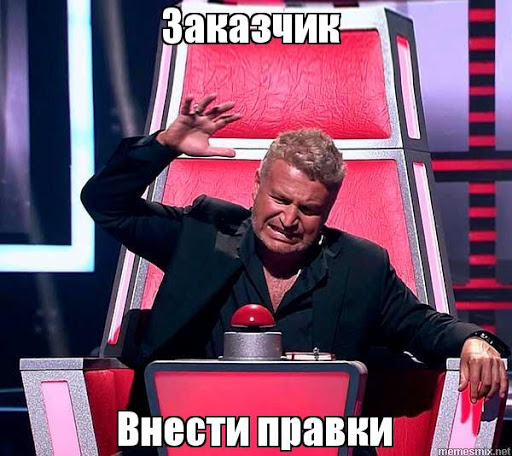 Заказчик
Внести правки
memesmix.net